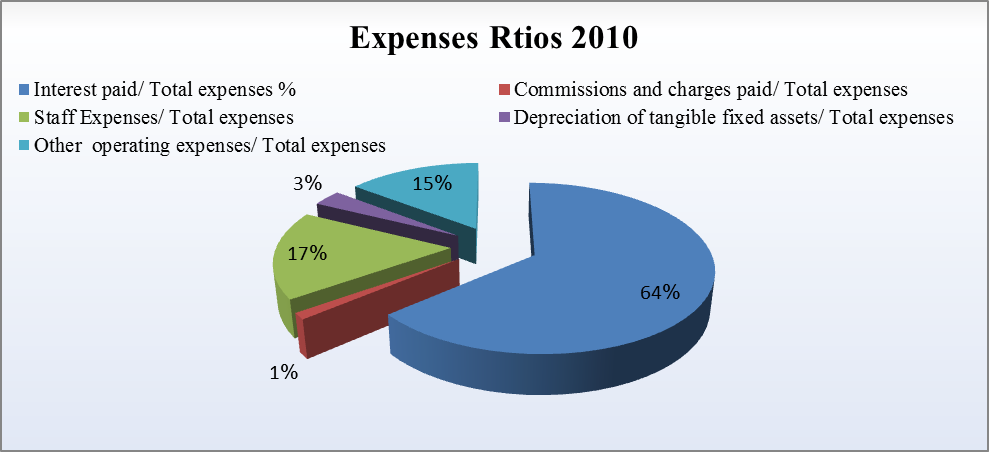 Expenses Rtios 2010
Interest paid/ Total expenses %
Commissions and charges paid/ Total expenses
Staff Expenses/ Total expenses
Depreciation of tangible fixed assets/ Total expenses
Other operating expenses/ Total expenses
3%
15%
17%
64%
1%